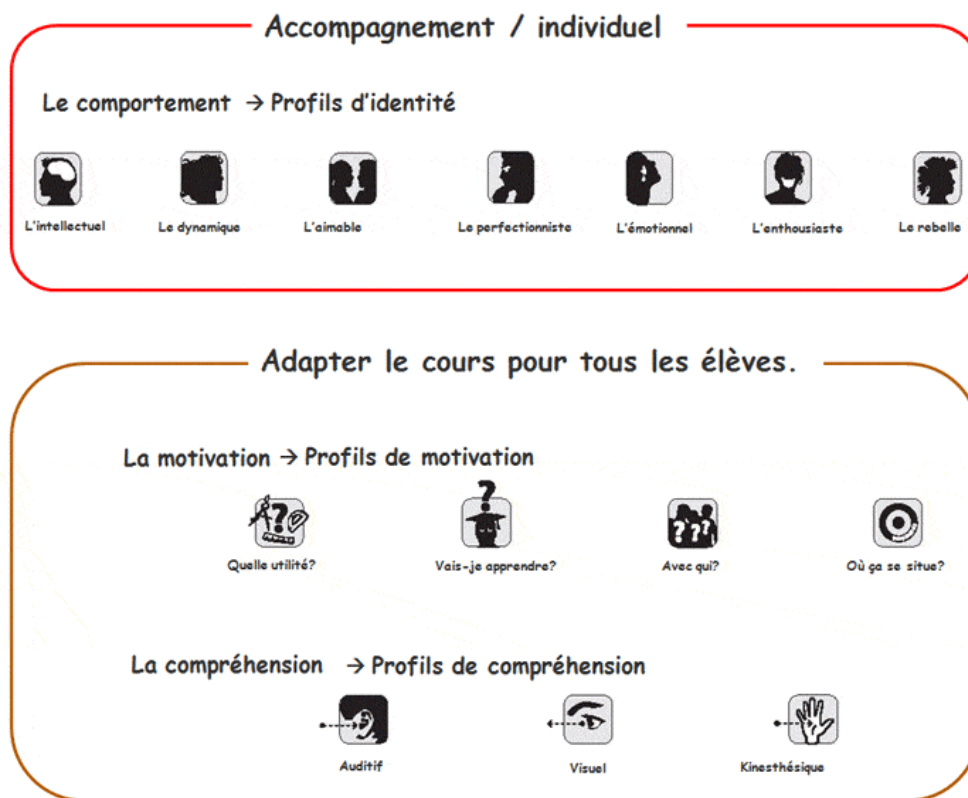 Accompagnement / individuel
Le comportement → Profils d'identité
L'intellectuel Le dynamique L'aimable Le perfectionniste L'émotionnel L'enthousiaste Le rebelle
Adapter le cours pour tous les élèves.
La motivation → Profils de motivation
Quelle utilité? Vais-je apprendre? Avec qui? Où ça se situe?
La compréhension → Profils de compréhension
Auditif Visuel Kinesthésique